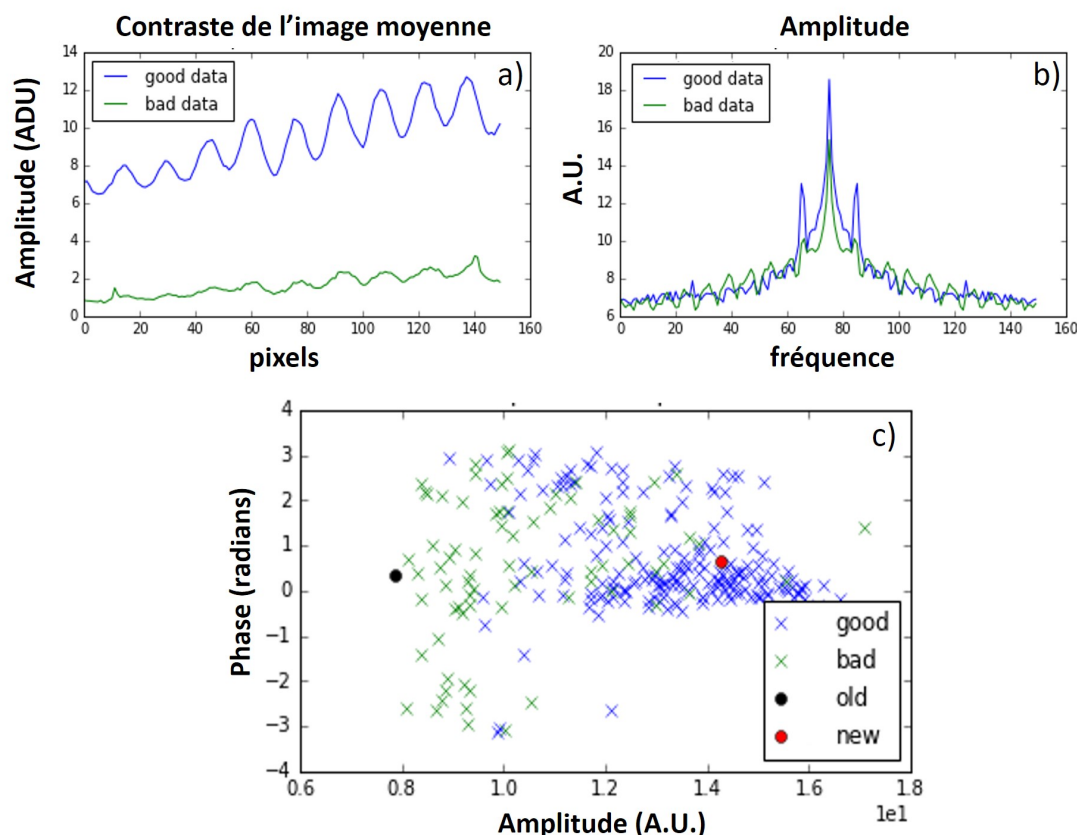 Contraste de l’image moyenne
14
12
10
8
6
4
2
0
a)
good data
bad data
Amplitude (ADU)
0 20 40 60 80 100 120 140 160
pixels
Amplitude
20
18
16
14
12
10
8
6
b)
good data
bad data
A.U.
0 20 40 60 80 100 120 140 160
fréquence
4
3
2
1
0
−1
−2
−3
−4
c)
Phase (radians)
good
bad
old
new
0.6 0.8 1.0 1.2 1.4 1.6 1.8
1e1
Amplitude (A.U.)